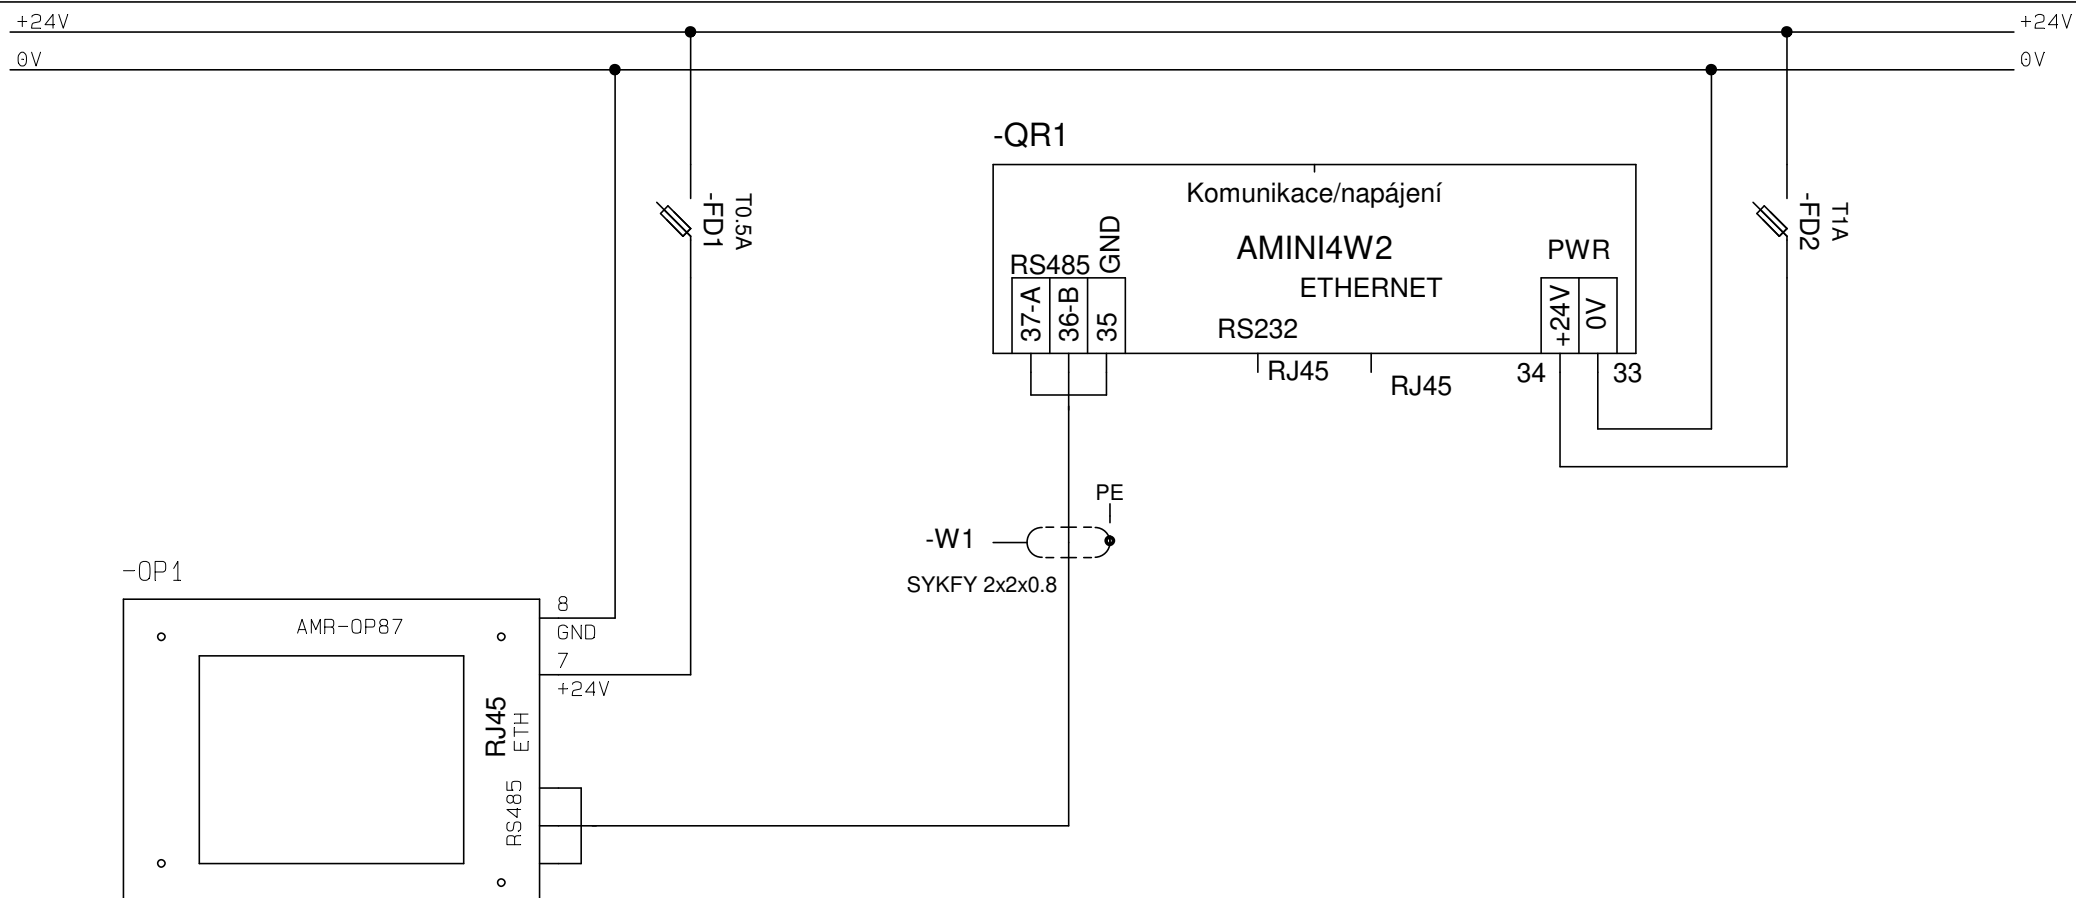 +24V
+24V
0V
0V
-QR1
Komunikace/napájení
T0.5A
-FD1
T1A
-FD2
GND
RS485
AMINI4W2
PWR
ETHERNET
37-A
36-B
35
+24V
0V
RS232
RJ45
RJ45
34
33
PE
-W1
SYKFY 2x2x0.8
-OP1
AMR-OP87
8
GND
7
+24V
RJ45
ETH
RS485